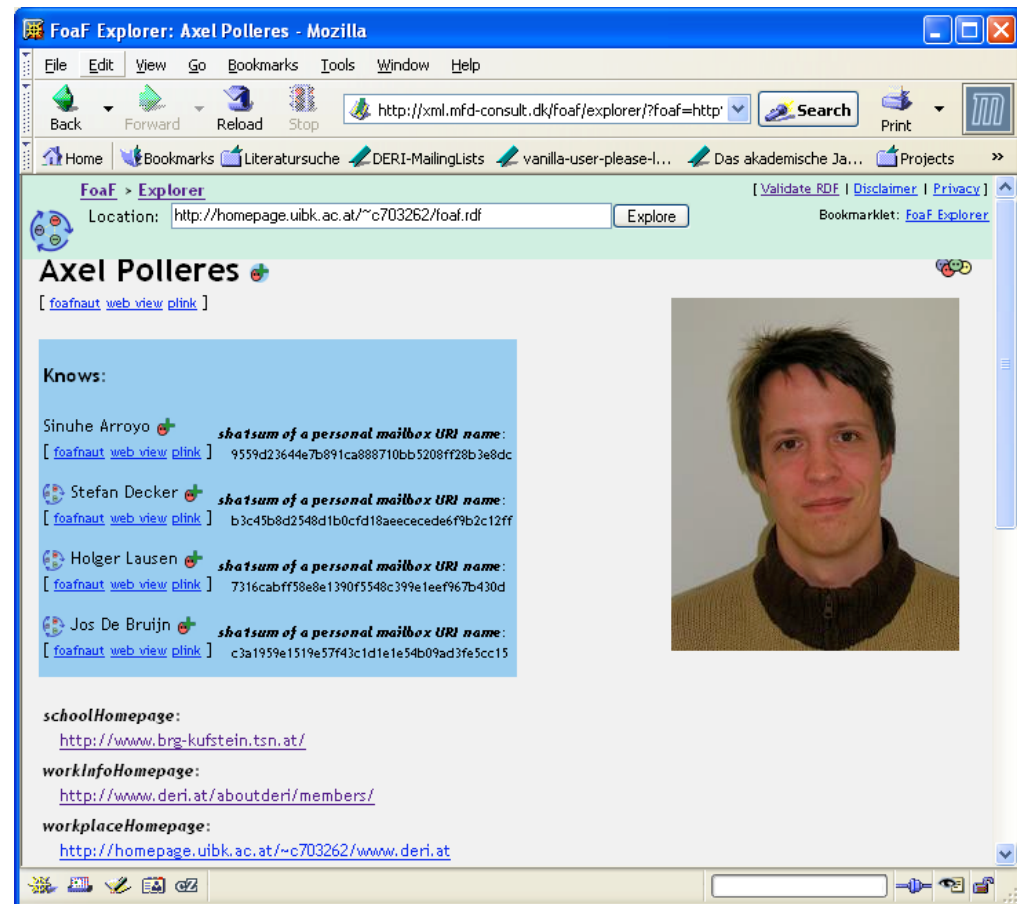 FoaF Explorer: Axel Polleres - Mozilla
File Edit View Go Bookmarks Tools Window Help
Back Forward Reload Stop http://xml.mfd-consult.dk/foaf/explorer/?foaf=http' Search Print
Home Bookmarks Literatursuche DERI-MailingLists vanilla-user-please-l... Das akademische Ja... Projects »
FoaF > Explorer [ Validate RDF | Disclaimer | Privacy ]
Location: http://homepage.uibk.ac.at/~c703262/foaf.rdf Explore Bookmarklet: FoaF Explorer
Axel Polleres
[ foafnaut web view plink ]
Knows:
Sinuhe Arroyo sha1sum of a personal mailbox URI name:
[ foafnaut web view plink ] 9559d23644e7b891ca888710bb5208ff28b3e8dc
Stefan Decker sha1sum of a personal mailbox URI name:
[ foafnaut web view plink ] b3c45b8d2548d1b0cfd18aeececede6f9b2c12ff
Holger Lausen sha1sum of a personal mailbox URI name:
[ foafnaut web view plink ] 7316cabff58e8e1390f5548c399e1eef967b430d
Jos De Bruijn sha1sum of a personal mailbox URI name:
[ foafnaut web view plink ] c3a1959e1519e57f43c1d1e1e54b09ad3fe5cc15
schoolHomepage:
http://www.brg-kufstein.tsn.at/
workInfoHomepage:
http://www.deri.at/aboutderi/members/
workplaceHomepage:
http://homepage.uibk.ac.at/~c703262/www.deri.at